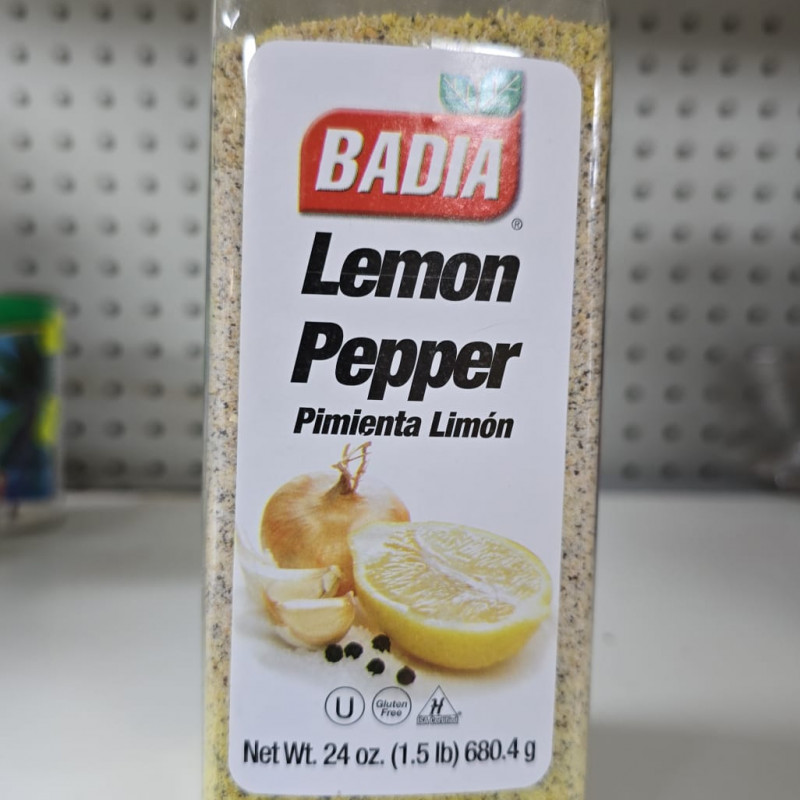 BADIA
®
Lemon
Pepper
Pimienta Limón
U
Gluten
Free
H
Net Wt. 24 oz. (1.5 lb) 680.4 g